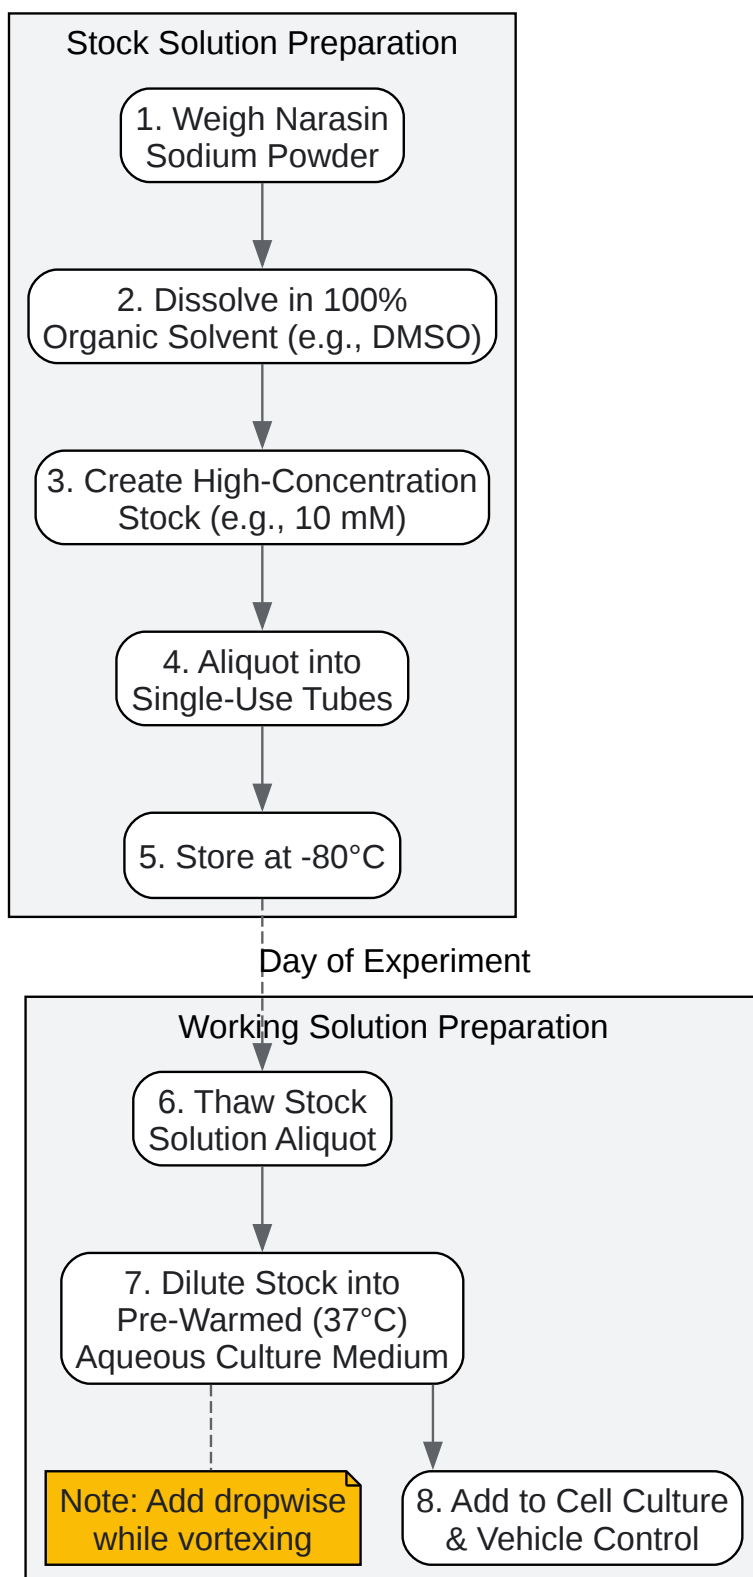 Stock Solution Preparation
1. Weigh Narasin
Sodium Powder
2. Dissolve in 100%
Organic Solvent (e.g., DMSO)
3. Create High-Concentration
Stock (e.g., 10 mM)
4. Aliquot into
Single-Use Tubes
5. Store at -80°C
Day of Experiment
Working Solution Preparation
6. Thaw Stock
Solution Aliquot
7. Dilute Stock into
Pre-Warmed (37°C)
Aqueous Culture Medium
Note: Add dropwise
while vortexing
8. Add to Cell Culture
& Vehicle Control